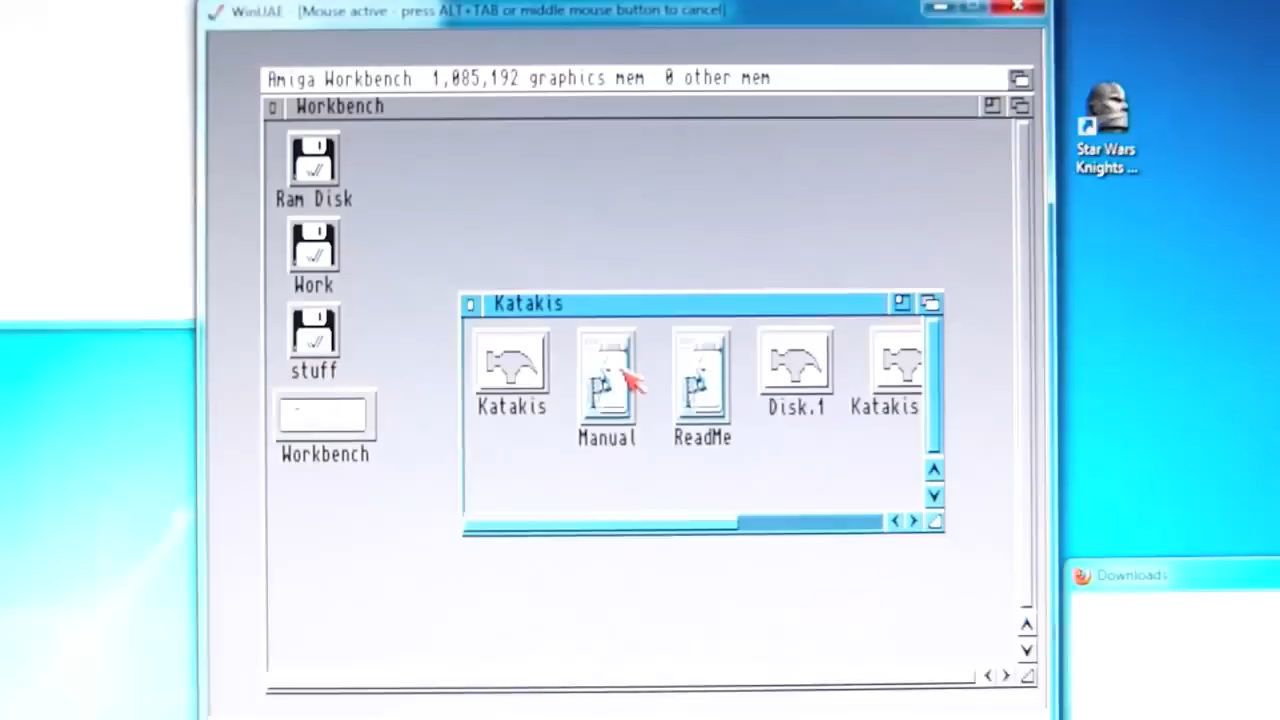 WinUAE - [Mouse active - press ALT+TAB or middle mouse button to cancel]
Amiga Workbench 1,085,192 graphics mem 0 other mem
Workbench
Ram Disk
Work
stuff
Workbench
Katakis
Katakis
Manual
ReadMe
Disk.1
Katakis
Star Wars
Knights ...
Downloads